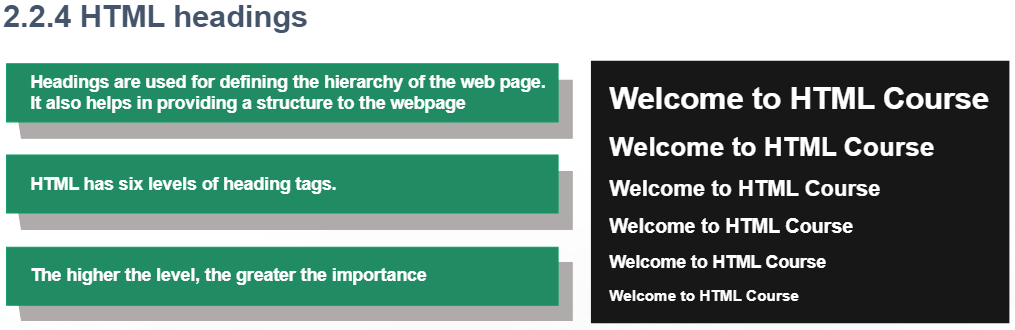 2.2.4 HTML headings
Headings are used for defining the hierarchy of the web page.
It also helps in providing a structure to the webpage
HTML has six levels of heading tags.
The higher the level, the greater the importance
Welcome to HTML Course
Welcome to HTML Course
Welcome to HTML Course
Welcome to HTML Course
Welcome to HTML Course
Welcome to HTML Course